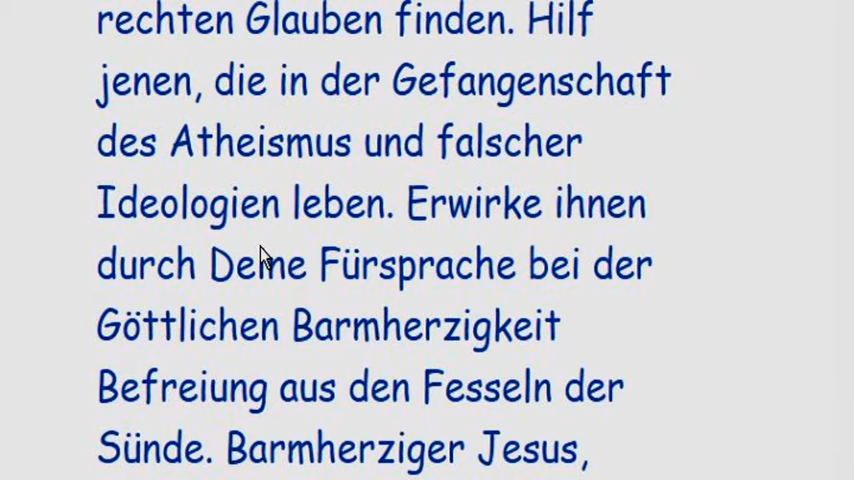 rechten Glauben finden. Hilf
jenen, die in der Gefangenschaft
des Atheismus und falscher
Ideologien leben. Erwirke ihnen
durch Deine Fürsprache bei der
Göttlichen Barmherzigkeit
Befreiung aus den Fesseln der
Sünde. Barmherziger Jesus,